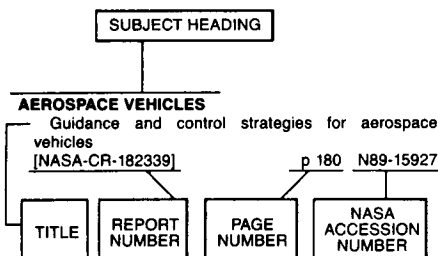 SUBJECT HEADING
AEROSPACE VEHICLES
Guidance and control strategies for aerospace
vehicles
[NASA-CR-182339] p 180 N89-15927
TITLE
REPORT
NUMBER
PAGE
NUMBER
NASA
ACCESSION
NUMBER